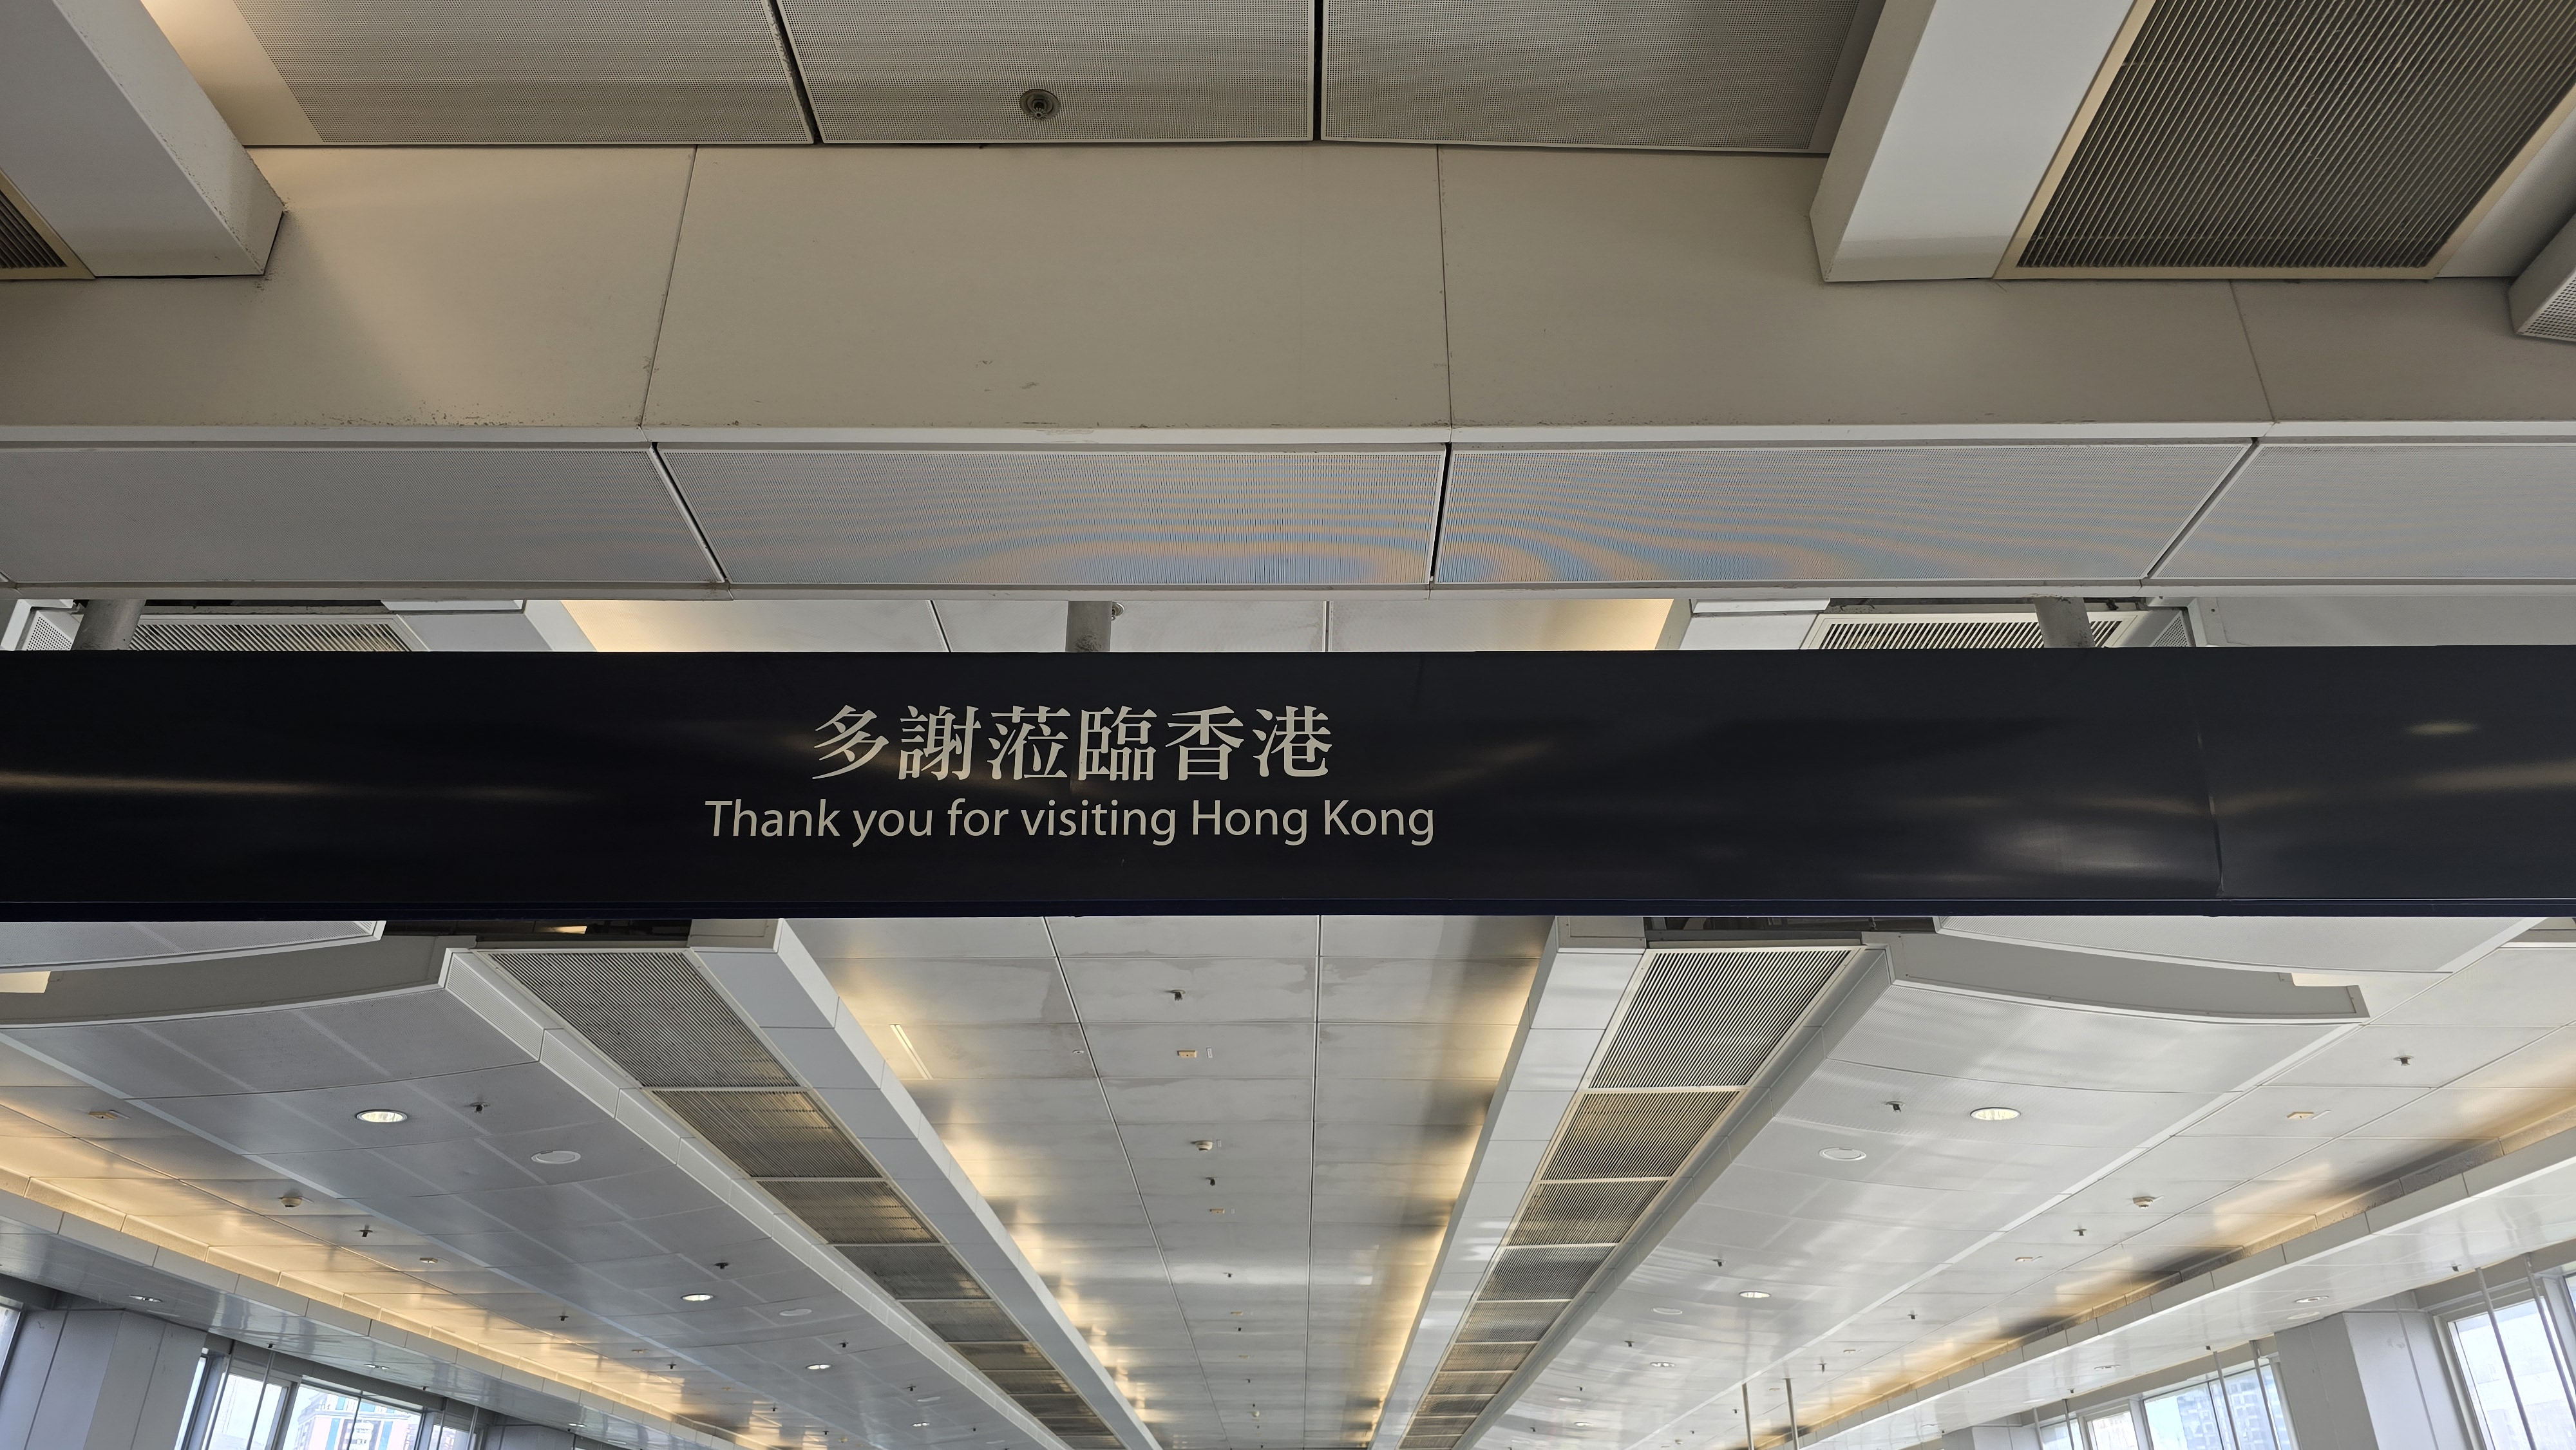 多謝蒞臨香港
Thank you for visiting Hong Kong